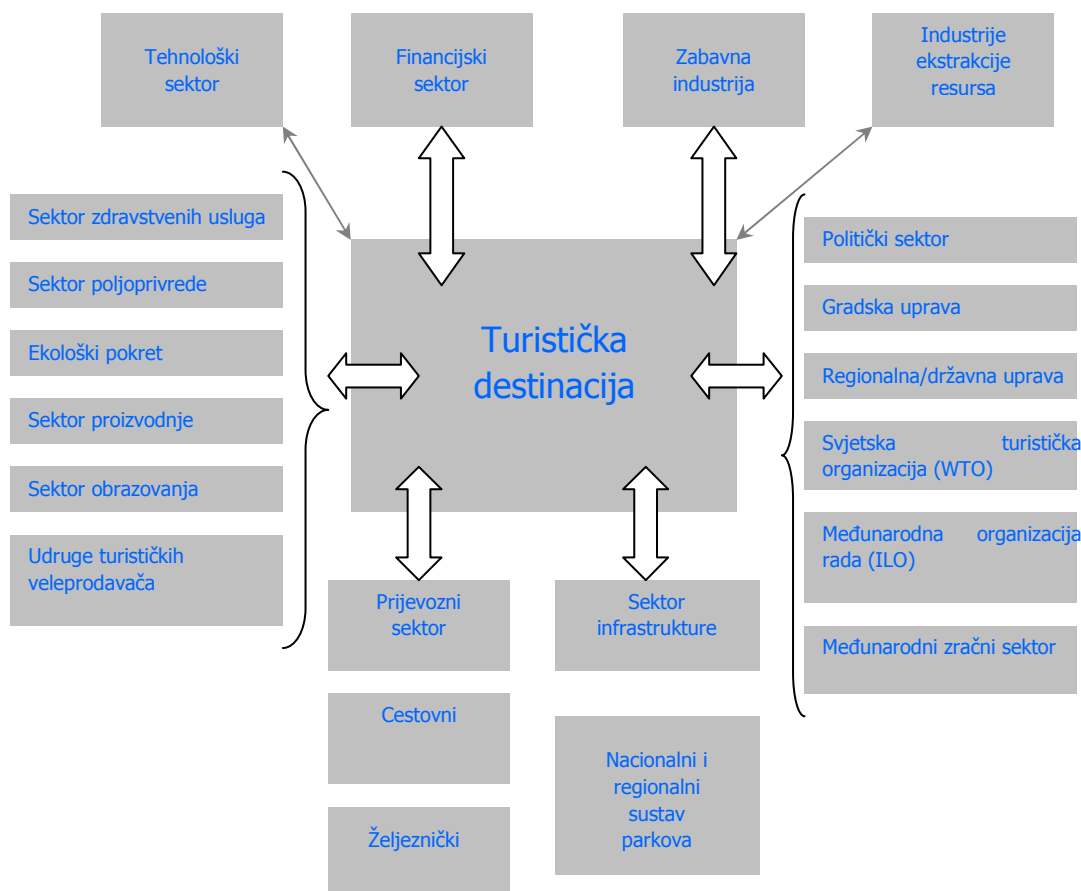 Tehnološki
sektor
Financijski
sektor
Zabavna
industrija
Industrije
ekstrakcije
resursa
Sektor zdravstvenih usluga
Sektor poljoprivrede
Ekološki pokret
Sektor proizvodnje
Sektor obrazovanja
Udruge turističkih
veleprodavača
Turistička
destinacija
Politički sektor
Gradska uprava
Regionalna/državna uprava
Svjetska turistička
organizacija (WTO)
Međunarodna organizacija
rada (ILO)
Međunarodni zračni sektor
Prijevozni
sektor
Cestovni
Željeznički
Sektor
infrastrukture
Nacionalni i
regionalni
sustav
parkova